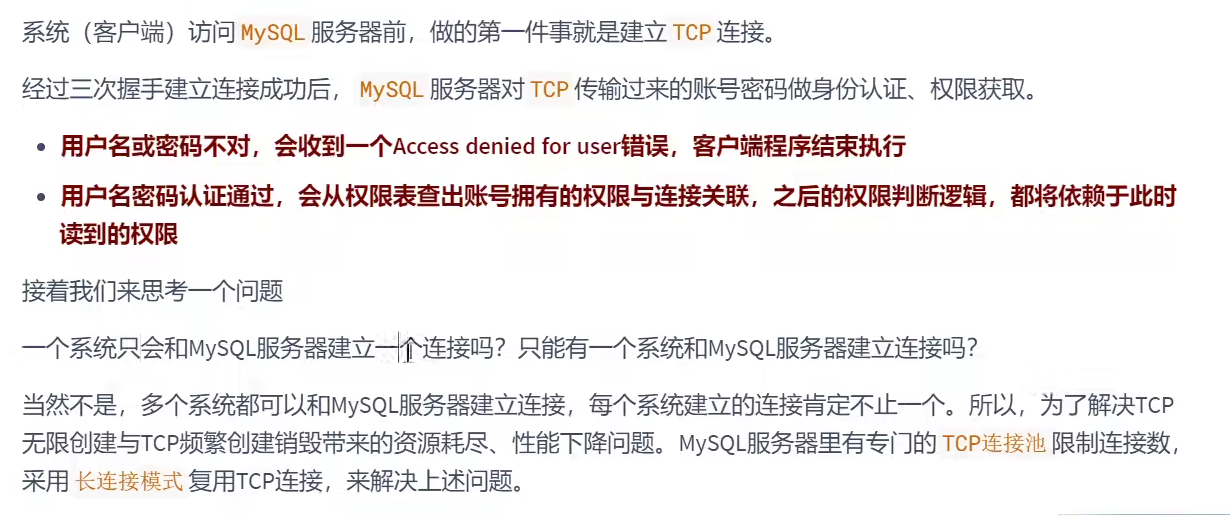 系统（客户端）访问 MySQL 服务器前，做的第一件事就是建立 TCP 连接。
经过三次握手建立连接成功后， MySQL 服务器对 TCP 传输过来的账号密码做身份认证、权限获取。
• 用户名或密码不对，会收到一个Access denied for user错误，客户端程序结束执行
• 用户名密码认证通过，会从权限表查出账号拥有的权限与连接关联，之后的权限判断逻辑，都将依赖于此时
读到的权限
接着我们来思考一个问题
一个系统只会和MySQL服务器建立一个连接吗？只能有一个系统和MySQL服务器建立连接吗？
当然不是，多个系统都可以和MySQL服务器建立连接，每个系统建立的连接肯定不止一个。所以，为了解决TCP
无限创建与TCP频繁创建销毁带来的资源耗尽、性能下降问题。MySQL服务器里有专门的 TCP连接池 限制连接数，
采用 长连接模式 复用TCP连接，来解决上述问题。